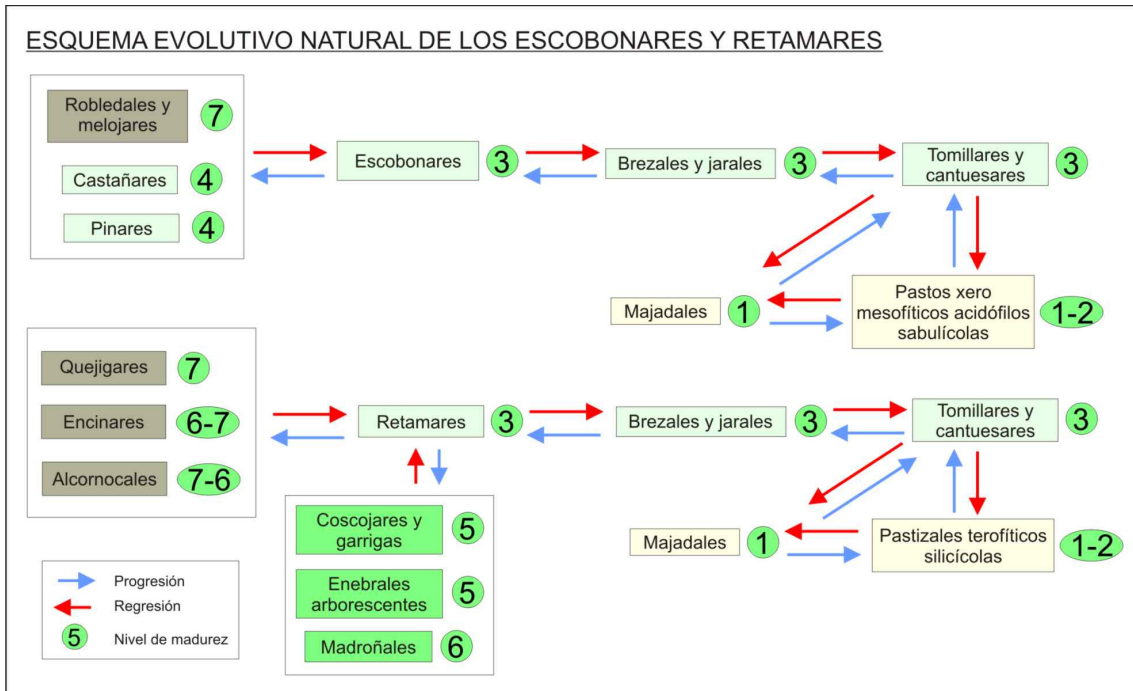 ESQUEMA EVOLUTIVO NATURAL DE LOS ESCOBONARES Y RETAMARES
Robledales y
melojares
7
Castañares
4
Pinares
4
Escobonares
3
Brezales y jarales
3
Tomillares y
cantuesares
3
Majadales
1
Pastos xero
mesofíticos acidófilos
sabulícolas
1-2
Quejigares
7
Encinares
6-7
Alcornocales
7-6
Retamares
3
Brezales y jarales
3
Tomillares y
cantuesares
3
Majadales
1
Pastizales terofíticos
silicícolas
1-2
Coscojares y
garrigas
5
Enebrales
arborescentes
5
Madroñales
6
Progresión
Regresión
5
Nivel de madurez